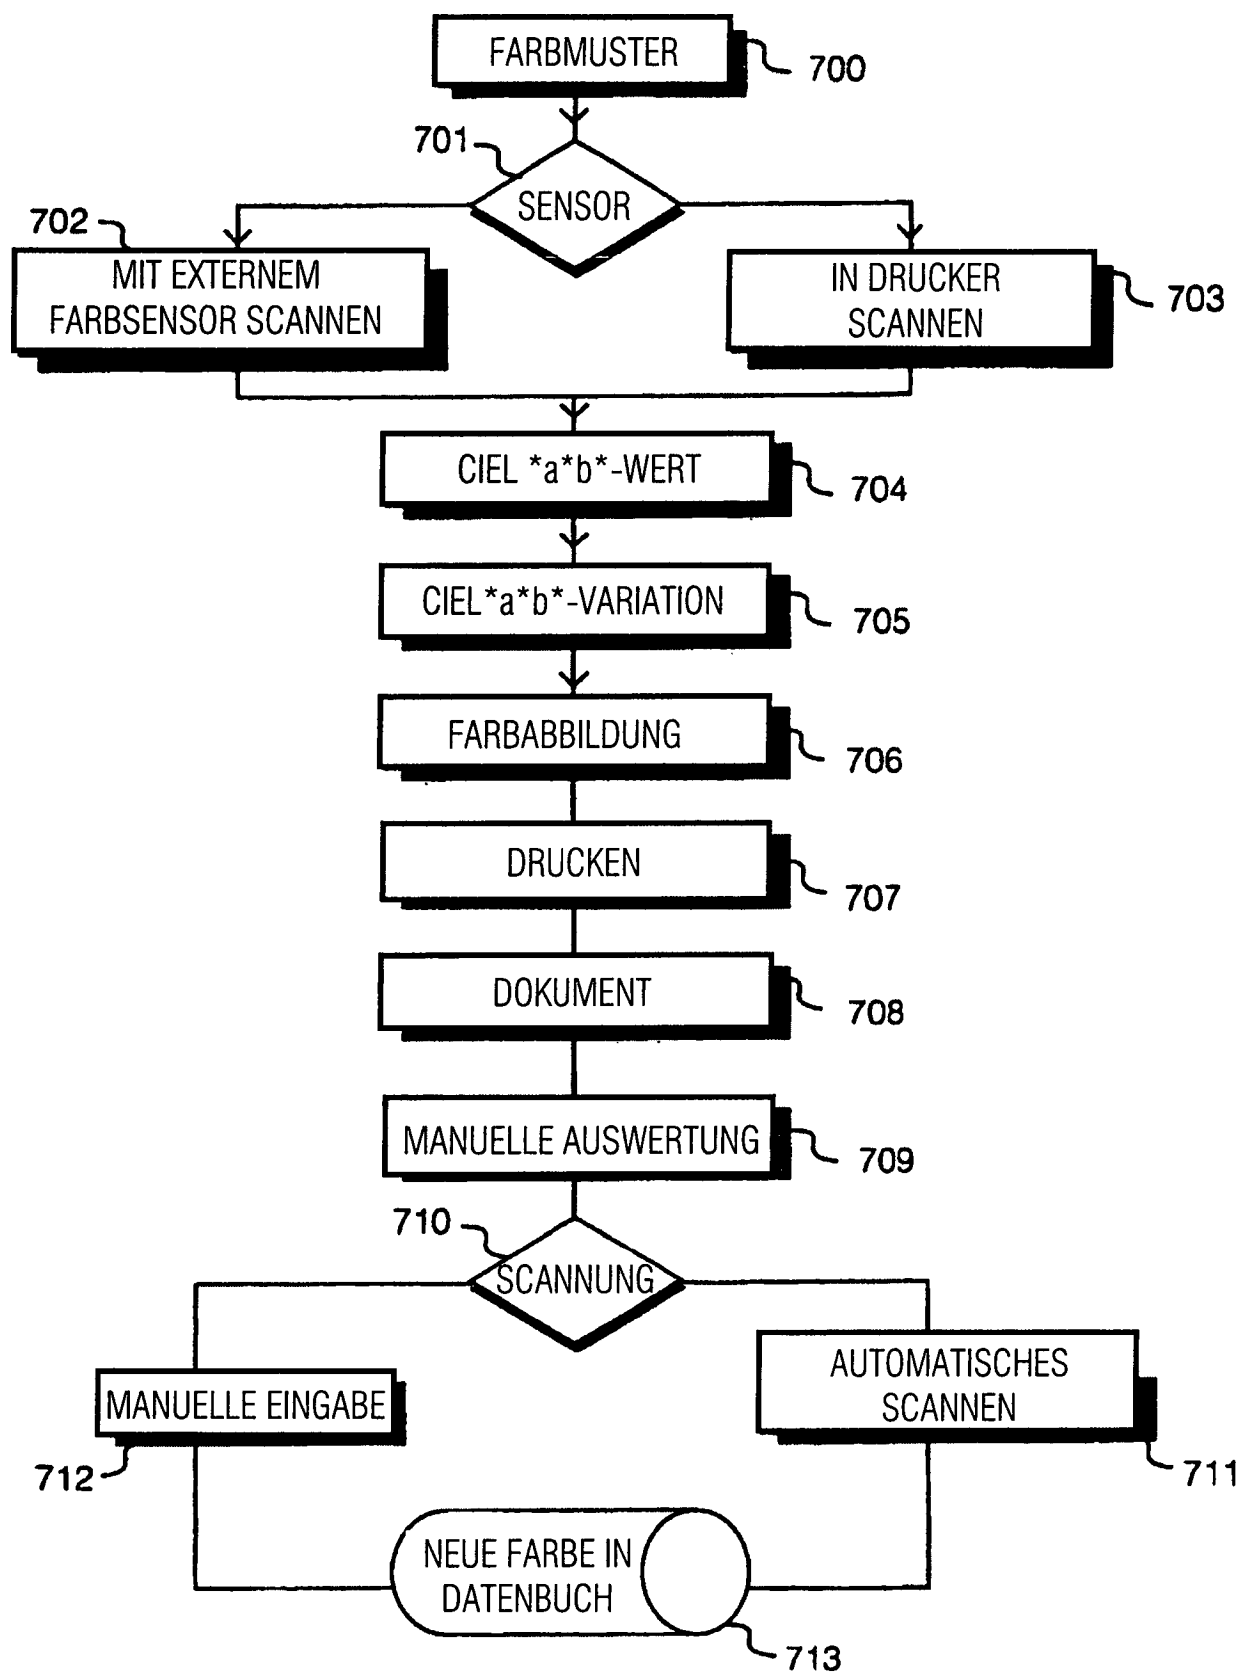 FARBMUSTER
700
701
SENSOR
702
MIT EXTERNEM
FARBSENSOR SCANNEN
IN DRUCKER
SCANNEN
703
CIEL *a*b*-WERT
704
CIEL*a*b*-VARIATION
705
FARBABBILDUNG
706
DRUCKEN
707
DOKUMENT
708
MANUELLE AUSWERTUNG
709
710
SCANNUNG
AUTOMATISCHES
SCANNEN
711
MANUELLE EINGABE
712
NEUE FARBE IN
DATENBUCH
713